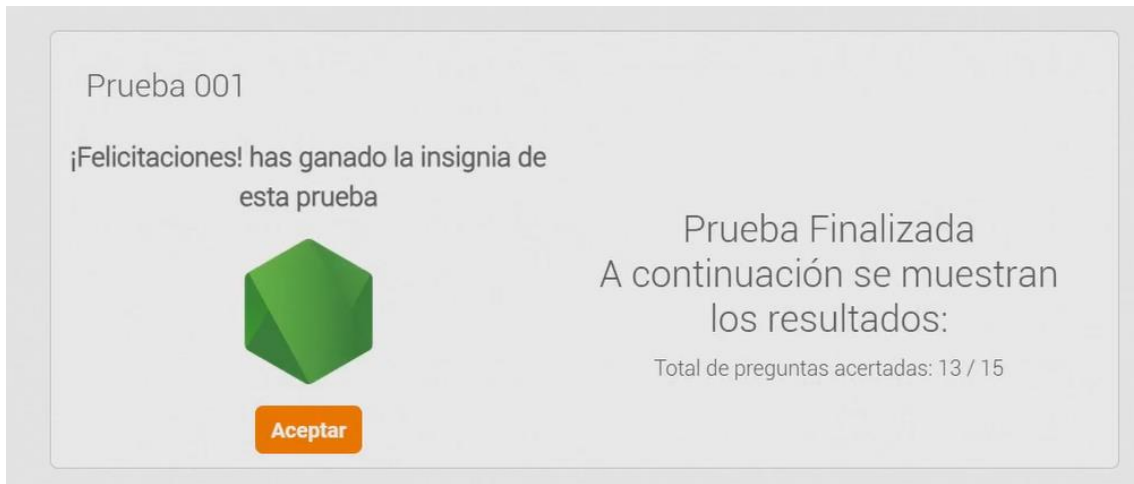 Prueba 001
¡Felicitaciones! has ganado la insignia de
esta prueba
Aceptar
Prueba Finalizada
A continuación se muestran
los resultados:
Total de preguntas acertadas: 13 / 15